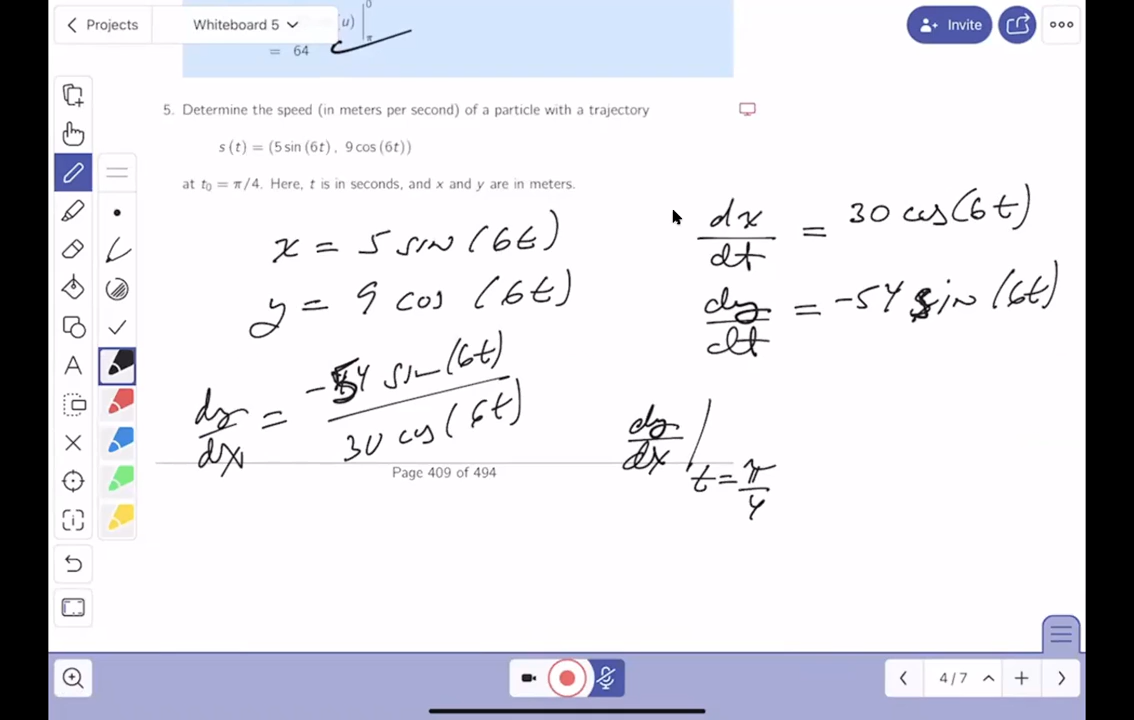 Projects
Whiteboard 5
Invite
(u) |
0
π
= 64
5. Determine the speed (in meters per second) of a particle with a trajectory
s (t) = (5 sin (6t) , 9 cos (6t))
at t₀ = π/4. Here, t is in seconds, and x and y are in meters.
x = 5 sin (6t)
y = 9 cos (6t)
dy/dx = -54 sin (6t) / 30 cos (6t)
dx/dt = 30 cos (6t)
dy/dt = -54 sin (6t)
dy/dx | t = π/4
Page 409 of 494
A
4 / 7